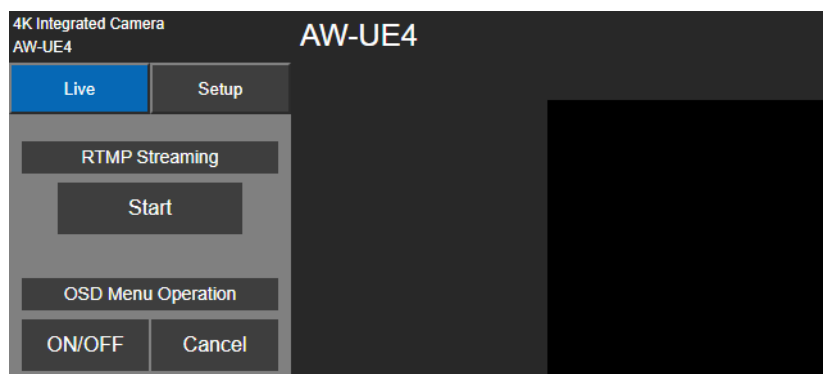 4K Integrated Camera
AW-UE4
AW-UE4
Live
Setup
RTMP Streaming
Start
OSD Menu Operation
ON/OFF
Cancel